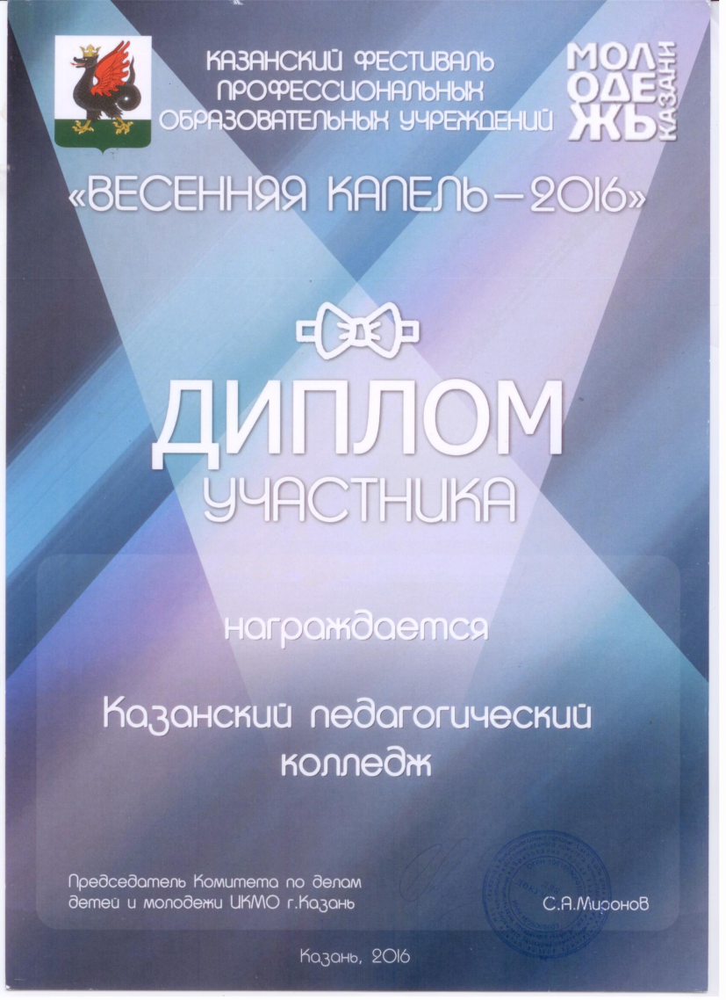 КАЗАНСКИЙ ФЕСТИВАЛЬ
ПРОФЕССИОНАЛЬНЫХ
ОБРАЗОВАТЕЛЬНЫХ УЧРЕЖДЕНИЙ
МОЛ
ОДЕ
ЖЬ
КАЗАНИ
«ВЕСЕННЯЯ КАПЕЛЬ – 2016»
ДИПЛОМ
УЧАСТНИКА
награждается
Казанский педагогический
колледж
Председатель Комитета по делам
детей и молодежи ИКМО г.Казань
С.А.Миронов
Казань, 2016